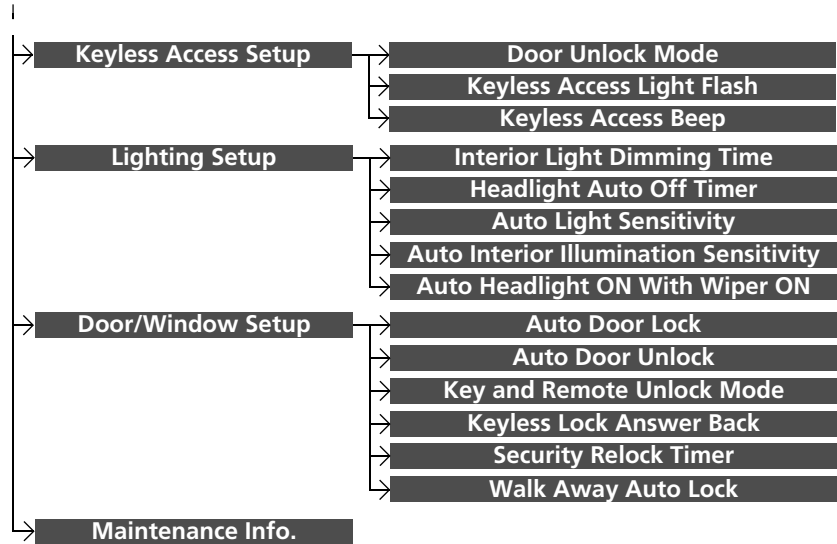 Keyless Access Setup
Door Unlock Mode
Keyless Access Light Flash
Keyless Access Beep
Lighting Setup
Interior Light Dimming Time
Headlight Auto Off Timer
Auto Light Sensitivity
Auto Interior Illumination Sensitivity
Auto Headlight ON With Wiper ON
Door/Window Setup
Auto Door Lock
Auto Door Unlock
Key and Remote Unlock Mode
Keyless Lock Answer Back
Security Relock Timer
Walk Away Auto Lock
Maintenance Info.